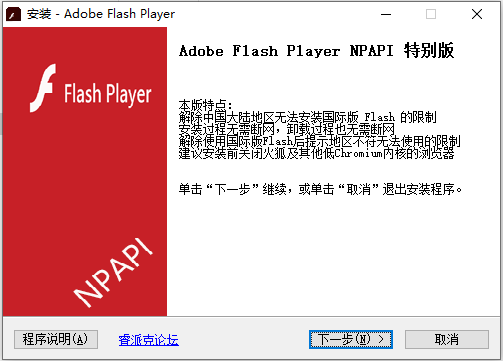 安装 - Adobe Flash Player
Flash Player
NPAPI
Adobe Flash Player NPAPI 特别版
本版特点：
解除中国大陆地区无法安装国际版 Flash 的限制
安装过程无需断网，卸载过程也无需断网
解除使用国际版Flash后提示地区不符无法使用的限制
建议安装前关闭火狐及其他低Chromium内核的浏览器
单击“下一步”继续，或单击“取消”退出安装程序。
程序说明(A)
睿派克论坛
下一步(N) >
取消